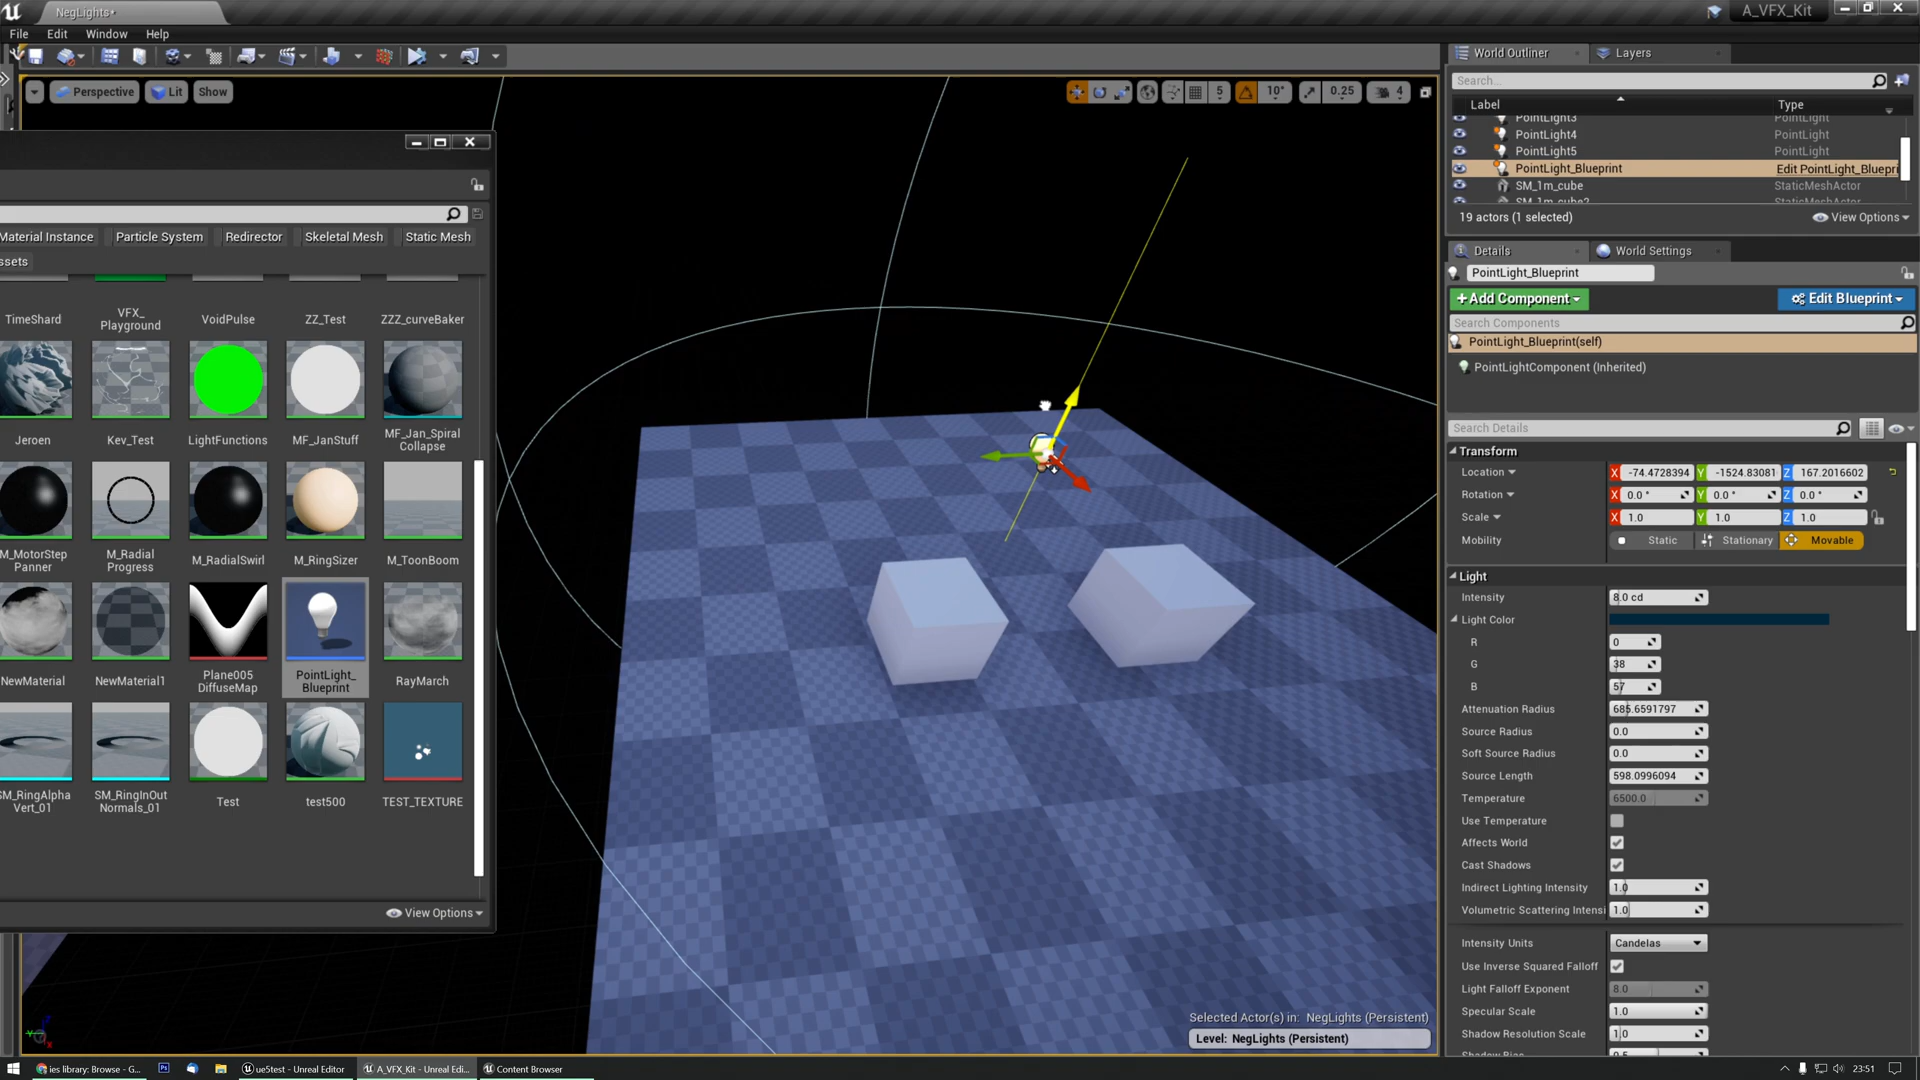 NegLights*
A_VFX_Kit
File Edit Window Help
Perspective Lit Show
5 10° 0.25 4
Material Instance Particle System Redirector Skeletal Mesh Static Mesh
ssets
TimeShard VFX_ Playground VoidPulse ZZ_Test ZZZ_curveBaker
Jeroen Kev_Test LightFunctions MF_JanStuff MF_Jan_Spiral Collapse
M_MotorStep Panner M_Radial Progress M_RadialSwirl M_RingSizer M_ToonBoom
NewMaterial NewMaterial1 Plane005 DiffuseMap PointLight_ Blueprint RayMarch
SM_RingAlpha Vert_01 SM_RingInOut Normals_01 Test test500 TEST_TEXTURE
View Options
Selected Actor(s) in: NegLights (Persistent)
Level: NegLights (Persistent)
World Outliner Layers
Search...
Label Type
PointLight3 PointLight
PointLight4 PointLight
PointLight5 PointLight
PointLight_Blueprint Edit PointLight_Bluepri
SM_1m_cube StaticMeshActor
SM_1m_cube2 StaticMeshActor
19 actors (1 selected) View Options
Details World Settings
PointLight_Blueprint
+Add Component Edit Blueprint
Search Components
PointLight_Blueprint(self)
PointLightComponent (Inherited)
Search Details
Transform
Location X -74.4728394 Y -1524.83081 Z 167.2016602
Rotation X 0.0 ° Y 0.0 ° Z 0.0 °
Scale X 1.0 Y 1.0 Z 1.0
Mobility Static Stationary Movable
Light
Intensity 8.0 cd
Light Color
R 0
G 38
B 57
Attenuation Radius 685.6591797
Source Radius 0.0
Soft Source Radius 0.0
Source Length 598.0996094
Temperature 6500.0
Use Temperature
Affects World
Cast Shadows
Indirect Lighting Intensity 1.0
Volumetric Scattering Intensi 1.0
Intensity Units Candelas
Use Inverse Squared Falloff
Light Falloff Exponent 8.0
Specular Scale 1.0
Shadow Resolution Scale 1.0
Shadow Bias 0.5
ies library: Browse - G... ue5test - Unreal Editor A_VFX_Kit - Unreal Edi... Content Browser 23:51